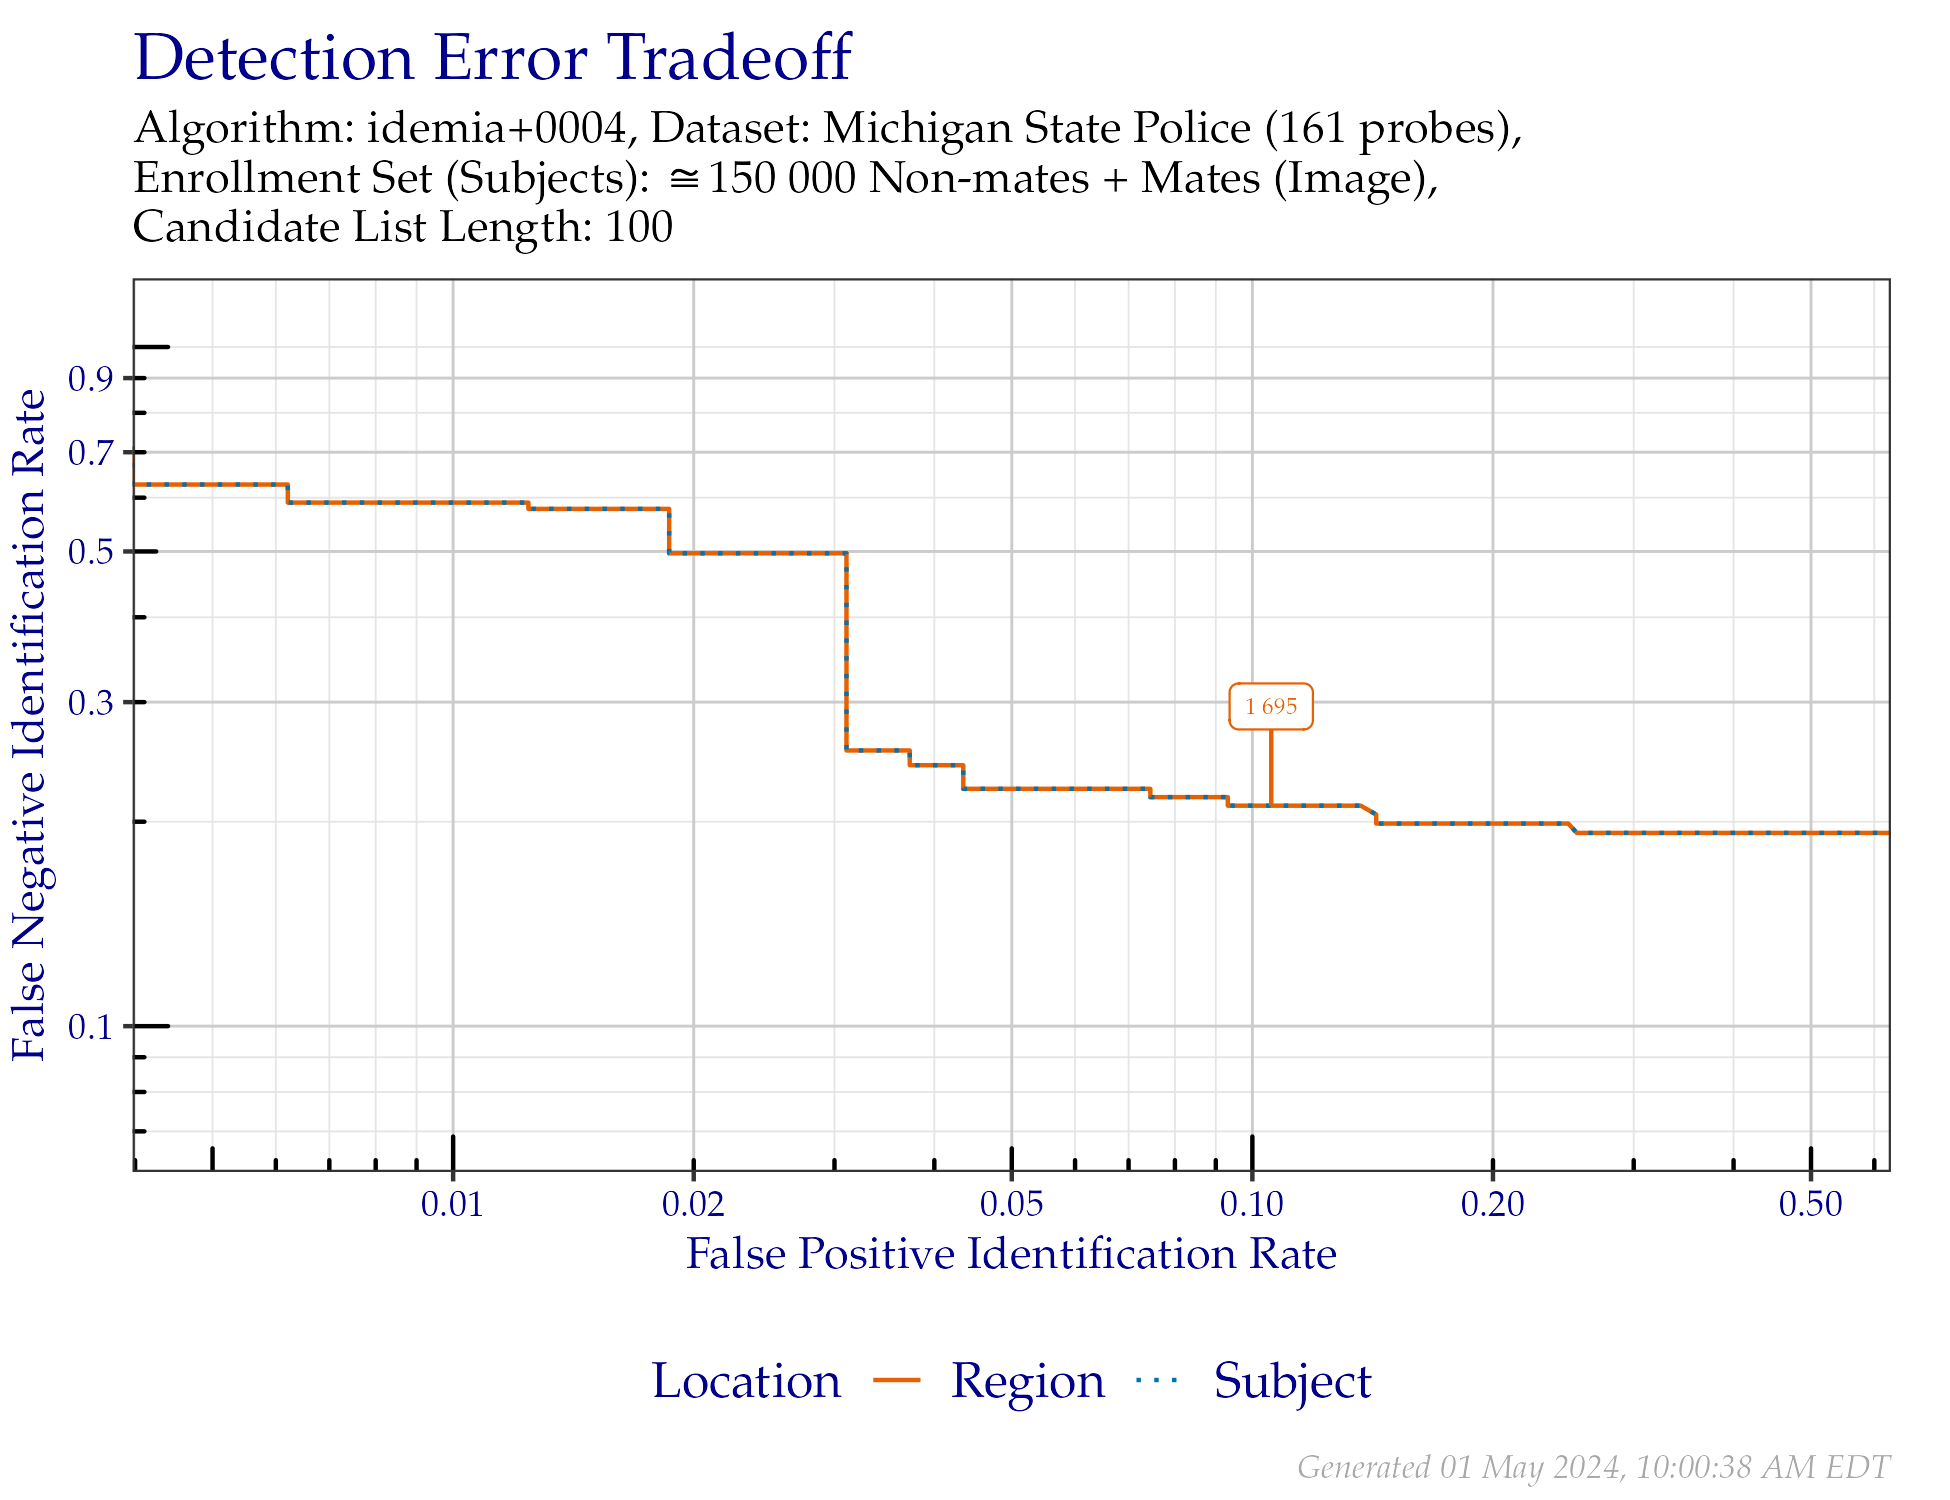 Detection Error Tradeoff
Algorithm: idemia+0004, Dataset: Michigan State Police (161 probes),
Enrollment Set (Subjects): ≅ 150 000 Non-mates + Mates (Image),
Candidate List Length: 100
False Negative Identification Rate
0.9
0.7
0.5
0.3
0.1
1 695
0.01 0.02 0.05 0.10 0.20 0.50
False Positive Identification Rate
Location Region Subject
Generated 01 May 2024, 10:00:38 AM EDT